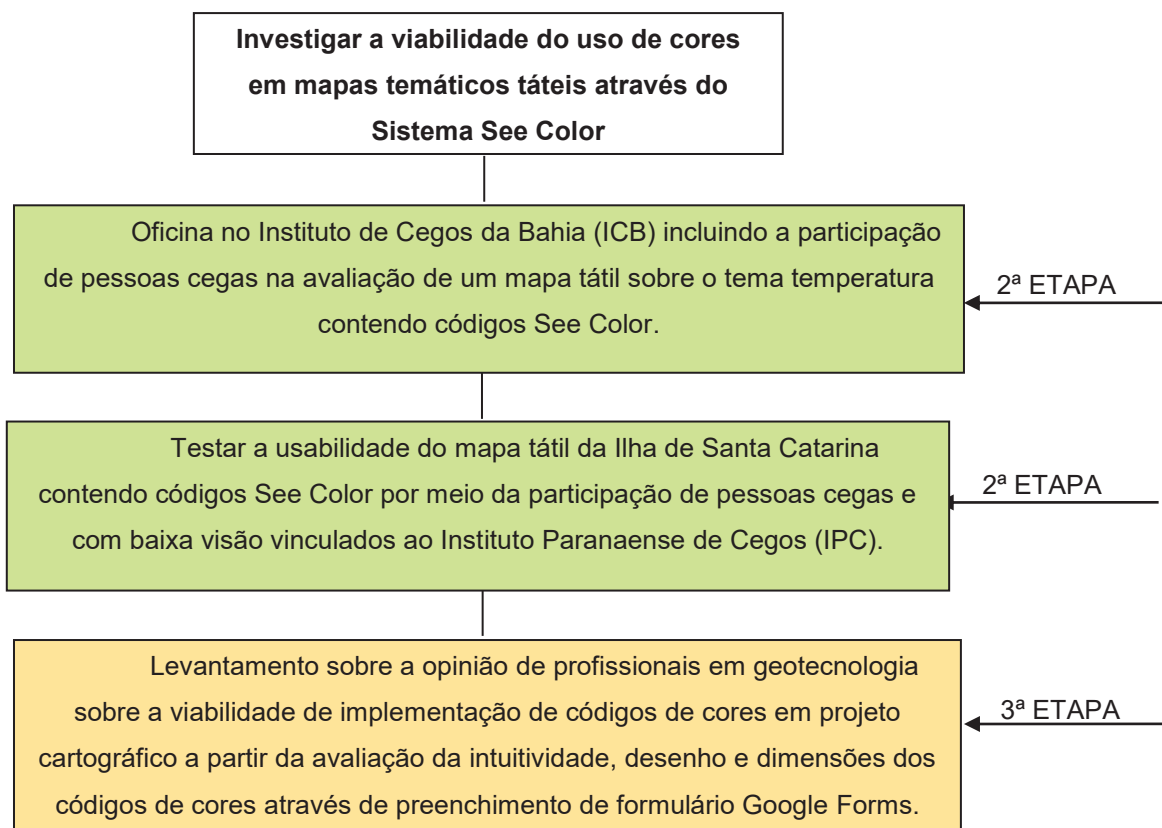 Investigar a viabilidade do uso de cores
em mapas temáticos táteis através do
Sistema See Color
Oficina no Instituto de Cegos da Bahia (ICB) incluindo a participação
de pessoas cegas na avaliação de um mapa tátil sobre o tema temperatura
contendo códigos See Color.
2ª ETAPA
Testar a usabilidade do mapa tátil da Ilha de Santa Catarina
contendo códigos See Color por meio da participação de pessoas cegas e
com baixa visão vinculados ao Instituto Paranaense de Cegos (IPC).
2ª ETAPA
Levantamento sobre a opinião de profissionais em geotecnologia
sobre a viabilidade de implementação de códigos de cores em projeto
cartográfico a partir da avaliação da intuitividade, desenho e dimensões dos
códigos de cores através de preenchimento de formulário Google Forms.
3ª ETAPA